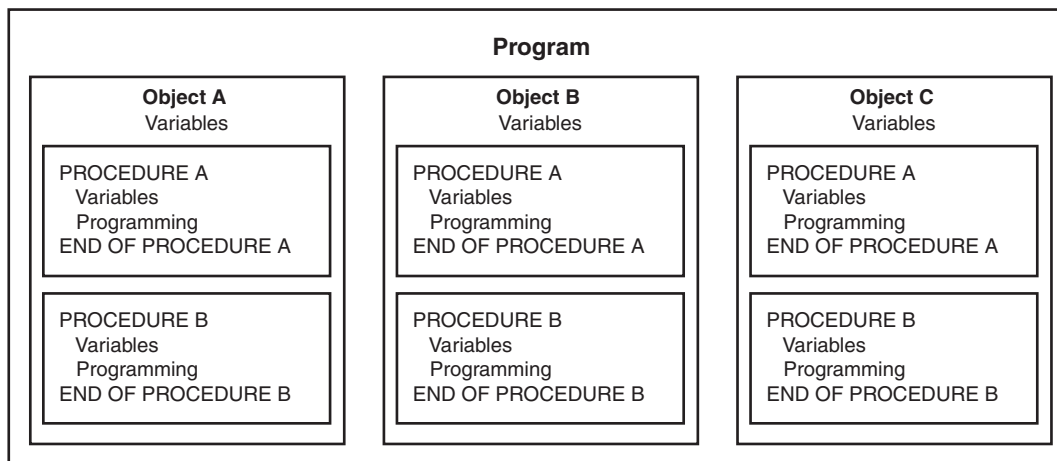 Program
Object A
Variables
PROCEDURE A
Variables
Programming
END OF PROCEDURE A
PROCEDURE B
Variables
Programming
END OF PROCEDURE B
Object B
Variables
PROCEDURE A
Variables
Programming
END OF PROCEDURE A
PROCEDURE B
Variables
Programming
END OF PROCEDURE B
Object C
Variables
PROCEDURE A
Variables
Programming
END OF PROCEDURE A
PROCEDURE B
Variables
Programming
END OF PROCEDURE B